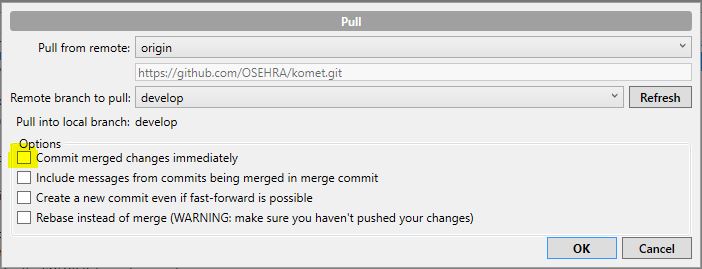 Pull
Pull from remote: origin
https://github.com/OSEHRA/komet.git
Remote branch to pull: develop Refresh
Pull into local branch: develop
Options
Commit merged changes immediately
Include messages from commits being merged in merge commit
Create a new commit even if fast-forward is possible
Rebase instead of merge (WARNING: make sure you haven't pushed your changes)
OK Cancel